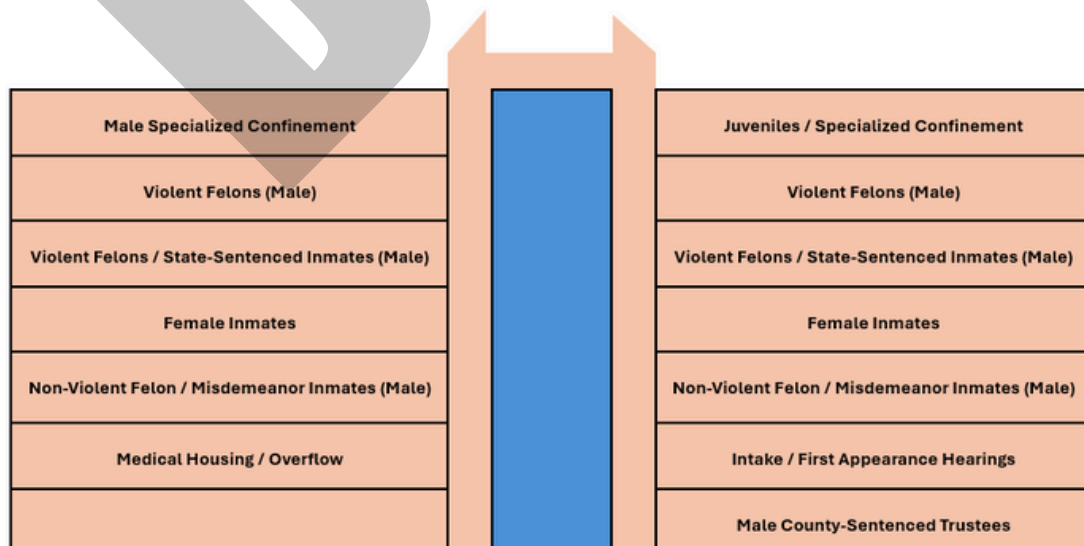 Male Specialized Confinement
Violent Felons (Male)
Violent Felons / State-Sentenced Inmates (Male)
Female Inmates
Non-Violent Felon / Misdemeanor Inmates (Male)
Medical Housing / Overflow
Juveniles / Specialized Confinement
Violent Felons (Male)
Violent Felons / State-Sentenced Inmates (Male)
Female Inmates
Non-Violent Felon / Misdemeanor Inmates (Male)
Intake / First Appearance Hearings
Male County-Sentenced Trustees